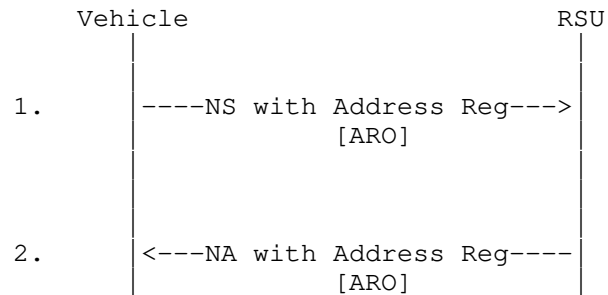 Vehicle RSU
1. ----NS with Address Reg--->
[ARO]
2. <---NA with Address Reg----
[ARO]